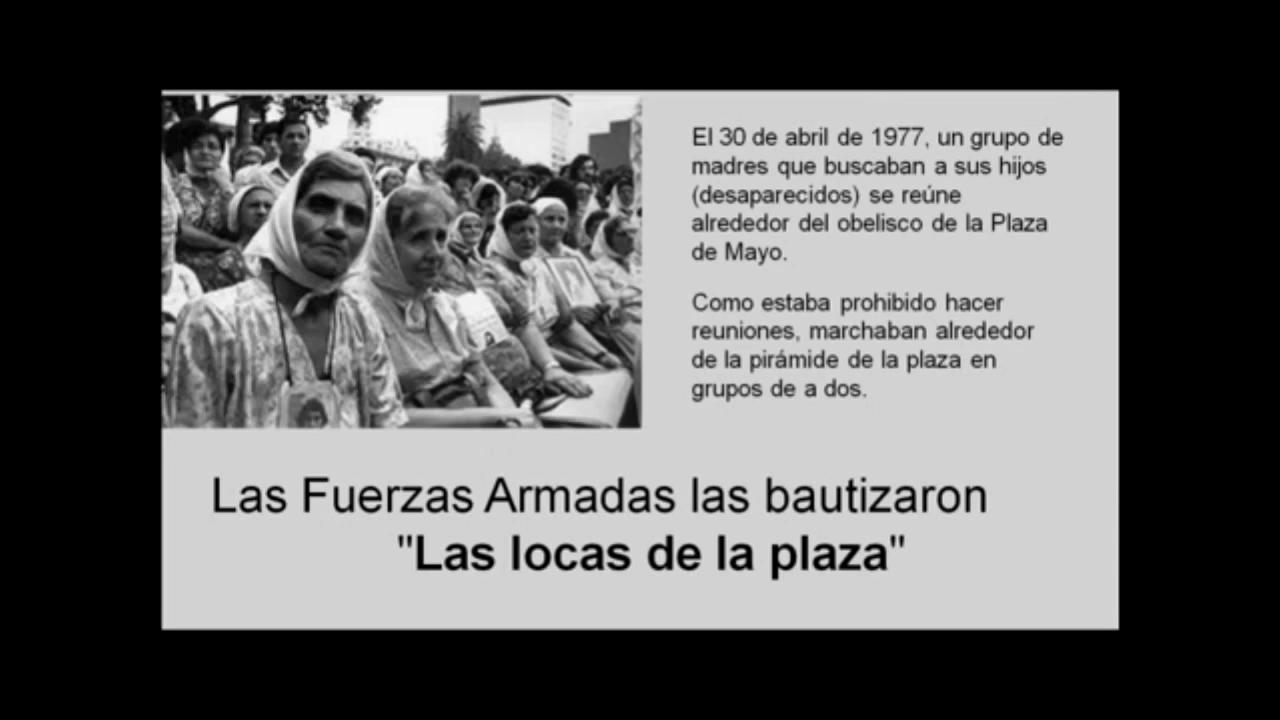 El 30 de abril de 1977, un grupo de
madres que buscaban a sus hijos
(desaparecidos) se reúne
alrededor del obelisco de la Plaza
de Mayo.
Como estaba prohibido hacer
reuniones, marchaban alrededor
de la pirámide de la plaza en
grupos de a dos.
Las Fuerzas Armadas las bautizaron
"Las locas de la plaza"